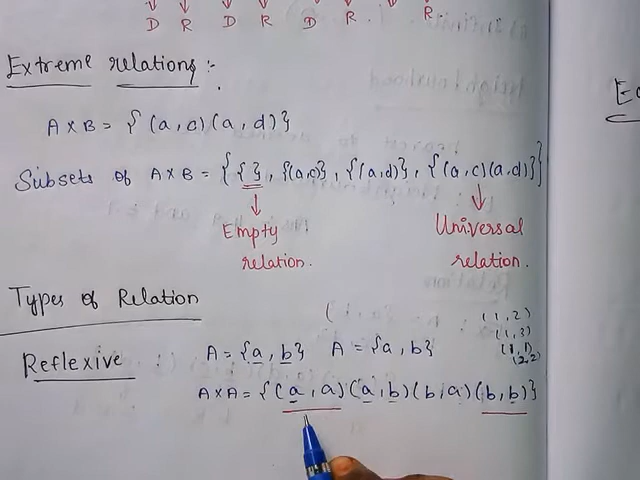 D R D R D R R
Extreme relations :-
A×B = {(a,c)(a,d)}
Subsets of A×B = { { }, {(a,c)}, {(a,d)}, {(a,c)(a,d)}}
Empty relation.
Universal relation.
Types of Relation
(1,2)
(1,3)
(1,1)
(2,2)
Reflexive A = {a,b} A = {a,b}
A×A = {(a,a)(a,b)(b,a)(b,b)}